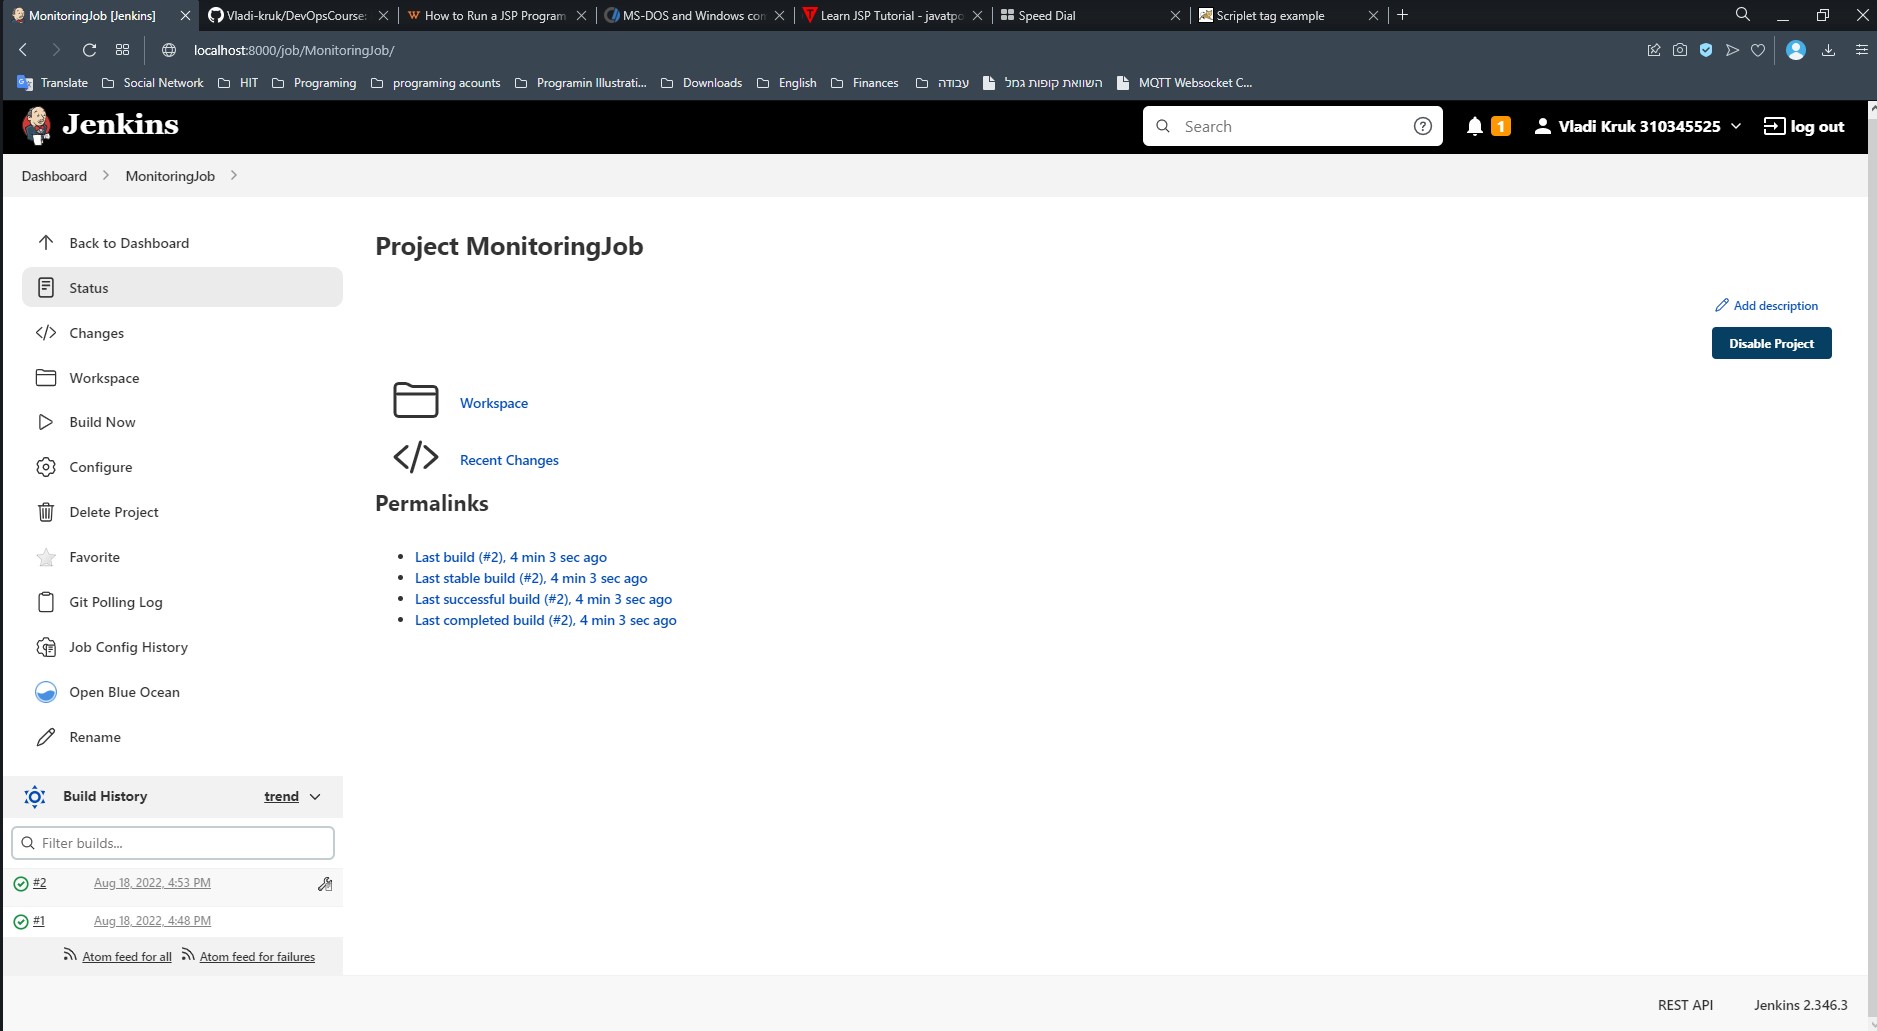 MonitoringJob [Jenkins]
Vladi-kruk/DevOpsCourse:
How to Run a JSP Program
MS-DOS and Windows con
Learn JSP Tutorial - javatpo
Speed Dial
Scriplet tag example
localhost:8000/job/MonitoringJob/
Translate Social Network HIT Programing programing acounts Programin Illustrati... Downloads English Finances עבודה השוואת קופות גמל MQTT Websocket C...
Jenkins
Search
1
Vladi Kruk 310345525
log out
Dashboard MonitoringJob
Back to Dashboard
Status
Changes
Workspace
Build Now
Configure
Delete Project
Favorite
Git Polling Log
Job Config History
Open Blue Ocean
Rename
Build History trend
Filter builds...
#2 Aug 18, 2022, 4:53 PM
#1 Aug 18, 2022, 4:48 PM
Atom feed for all Atom feed for failures
Project MonitoringJob
Add description
Disable Project
Workspace
Recent Changes
Permalinks
Last build (#2), 4 min 3 sec ago
Last stable build (#2), 4 min 3 sec ago
Last successful build (#2), 4 min 3 sec ago
Last completed build (#2), 4 min 3 sec ago
REST API Jenkins 2.346.3